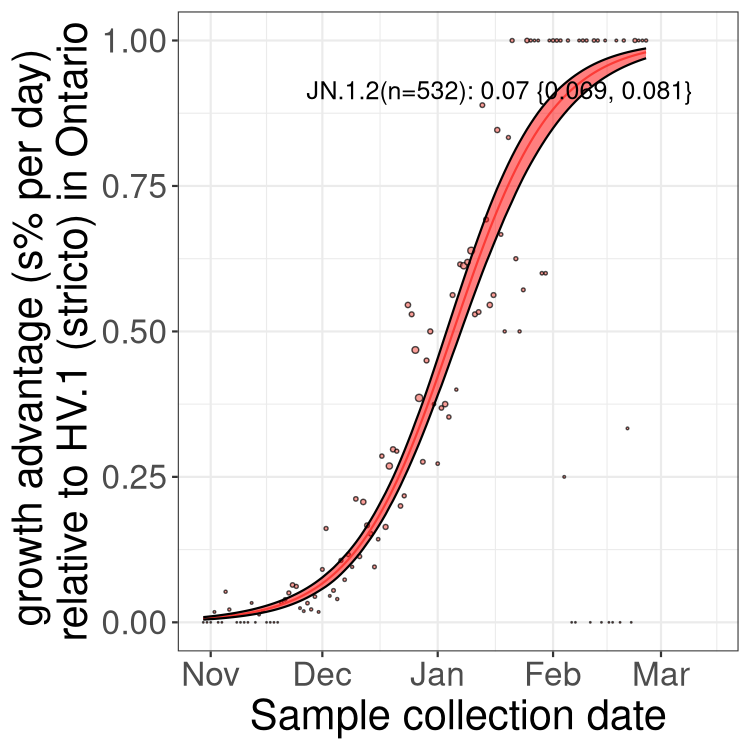 growth advantage (s% per day)
relative to HV.1 (stricto) in Ontario
1.00
0.75
0.50
0.25
0.00
JN.1.2(n=532): 0.07 {0.069, 0.081}
Nov Dec Jan Feb Mar
Sample collection date